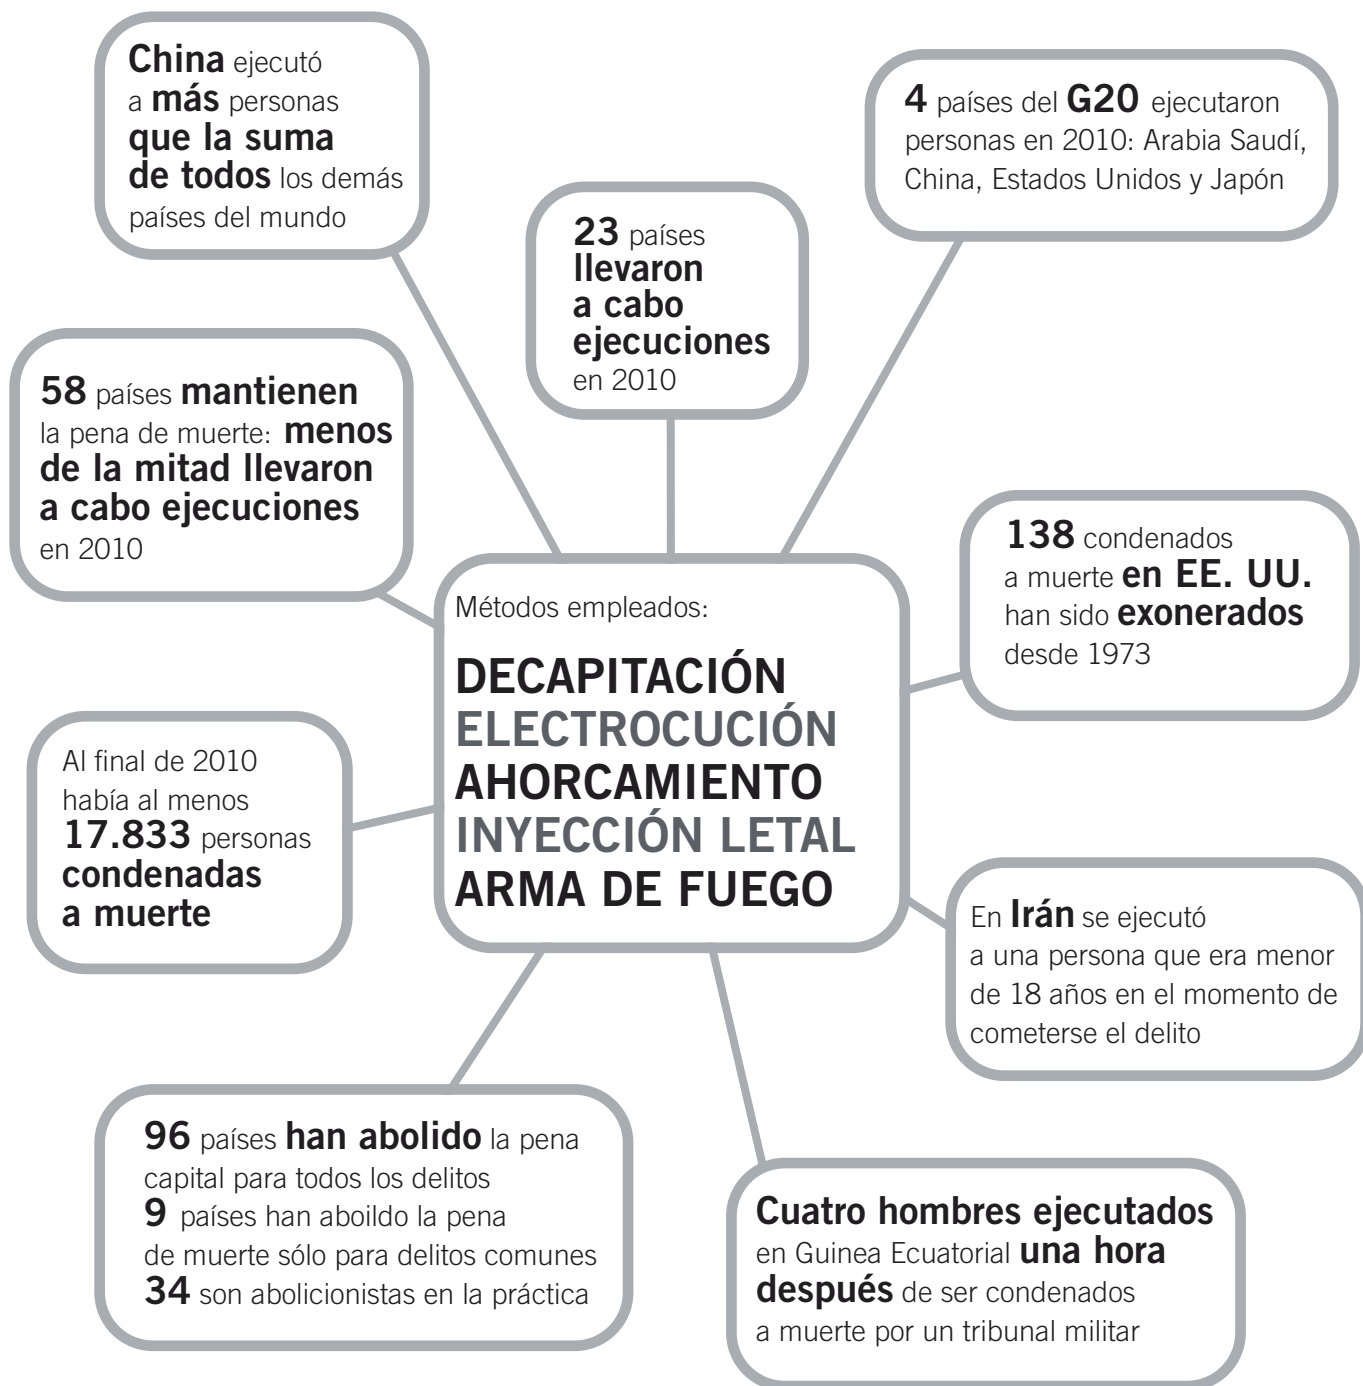 China ejecutó
a más personas
que la suma
de todos los demás
países del mundo
4 países del G20 ejecutaron
personas en 2010: Arabia Saudí,
China, Estados Unidos y Japón
23 países
llevaron
a cabo
ejecuciones
en 2010
58 países mantienen
la pena de muerte: menos
de la mitad llevaron
a cabo ejecuciones
en 2010
138 condenados
a muerte en EE. UU.
han sido exonerados
desde 1973
Métodos empleados:
DECAPITACIÓN
ELECTROCUCIÓN
AHORCAMIENTO
INYECCIÓN LETAL
ARMA DE FUEGO
Al final de 2010
había al menos
17.833 personas
condenadas
a muerte
En Irán se ejecutó
a una persona que era menor
de 18 años en el momento de
cometerse el delito
96 países han abolido la pena
capital para todos los delitos
9 países han aboildo la pena
de muerte sólo para delitos comunes
34 son abolicionistas en la práctica
Cuatro hombres ejecutados
en Guinea Ecuatorial una hora
después de ser condenados
a muerte por un tribunal militar